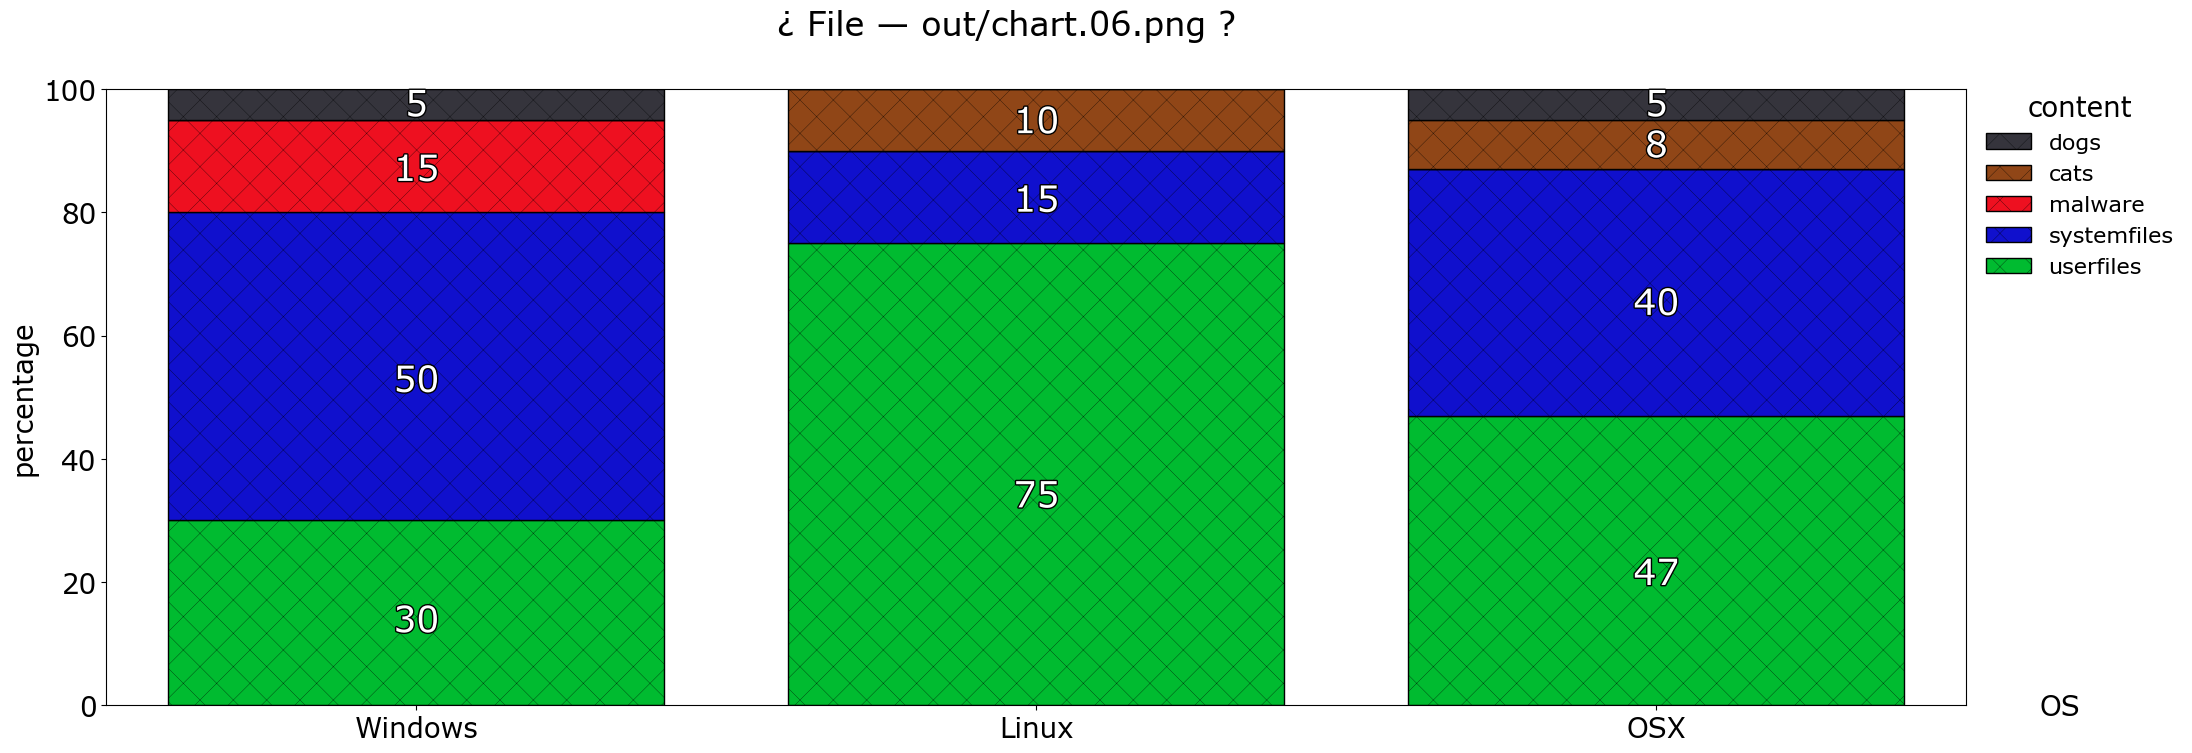 ¿ File — out/chart.06.png ?
percentage
100
80
60
40
20
0
5
15
50
30
10
15
75
5
8
40
47
Windows
Linux
OSX
OS
content
dogs
cats
malware
systemfiles
userfiles